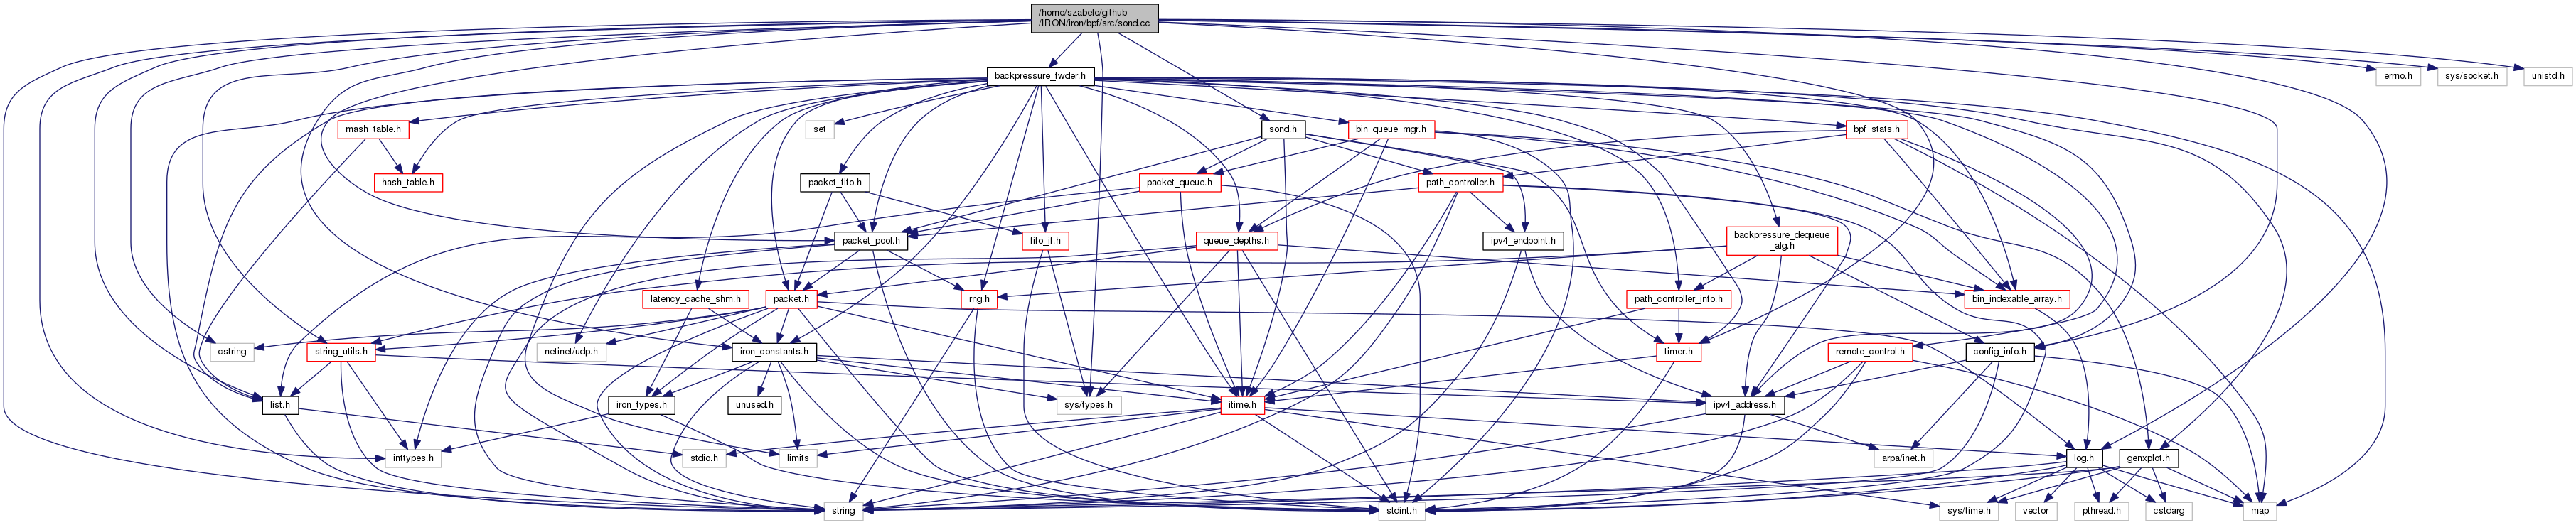 /home/szabele/github
/IRON/iron/bpf/src/sond.cc
backpressure_fwder.h
errno.h
sys/socket.h
unistd.h
mash_table.h
set
sond.h
bin_queue_mgr.h
bpf_stats.h
hash_table.h
packet_fifo.h
packet_queue.h
path_controller.h
packet_pool.h
fifo_if.h
queue_depths.h
ipv4_endpoint.h
backpressure_dequeue
_alg.h
latency_cache_shm.h
packet.h
rng.h
path_controller_info.h
bin_indexable_array.h
cstring
string_utils.h
netinet/udp.h
iron_constants.h
timer.h
remote_control.h
config_info.h
list.h
iron_types.h
unused.h
sys/types.h
itime.h
ipv4_address.h
inttypes.h
stdio.h
limits
arpa/inet.h
log.h
genxplot.h
string
stdint.h
sys/time.h
vector
pthread.h
cstdarg
map